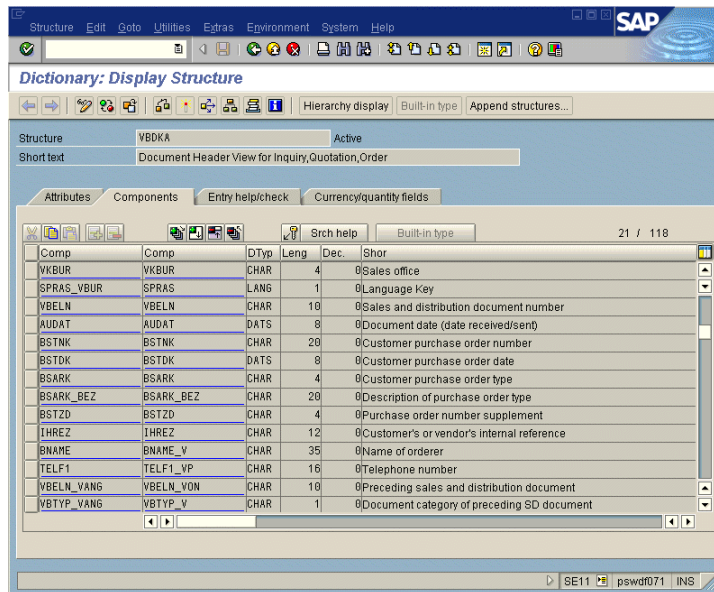 Structure Edit Goto Utilities Extras Environment System Help
SAP
Dictionary: Display Structure
Hierarchy display Built-in type Append structures...
Structure VBDKA Active
Short text Document Header View for Inquiry,Quotation,Order
Attributes Components Entry help/check Currency/quantity fields
Srch help Built-in type 21 / 118
Comp Comp DTyp Leng Dec. Shor
VKBUR VKBUR CHAR 4 0 Sales office
SPRAS_VBUR SPRAS LANG 1 0 Language Key
VBELN VBELN CHAR 10 0 Sales and distribution document number
AUDAT AUDAT DATS 8 0 Document date (date received/sent)
BSTNK BSTNK CHAR 20 0 Customer purchase order number
BSTDK BSTDK DATS 8 0 Customer purchase order date
BSARK BSARK CHAR 4 0 Customer purchase order type
BSARK_BEZ BSARK_BEZ CHAR 20 0 Description of purchase order type
BSTZD BSTZD CHAR 4 0 Purchase order number supplement
IHREZ IHREZ CHAR 12 0 Customer's or vendor's internal reference
BNAME BNAME_V CHAR 35 0 Name of orderer
TELF1 TELF1_VP CHAR 16 0 Telephone number
VBELN_VANG VBELN_VON CHAR 10 0 Preceding sales and distribution document
VBTYP_VANG VBTYP_V CHAR 1 0 Document category of preceding SD document
SE11 pswdf071 INS